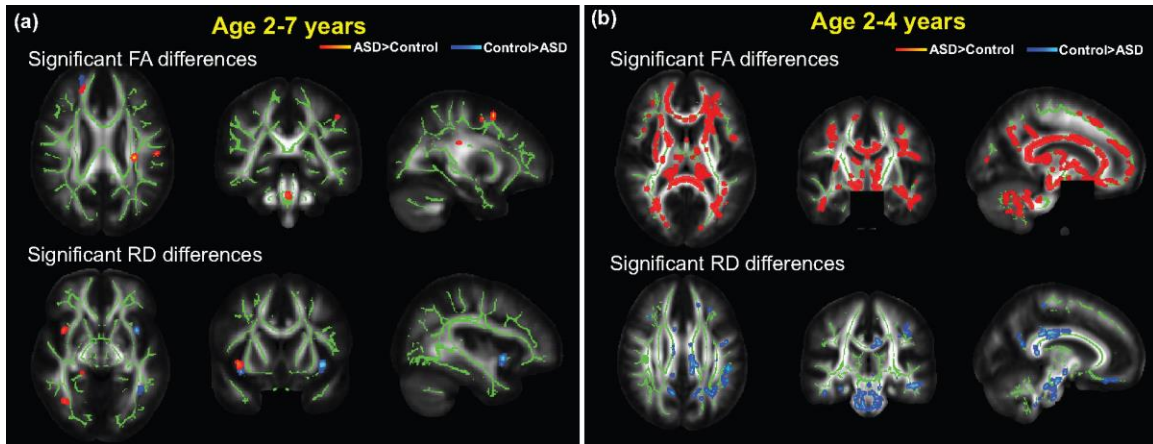 (a)
Age 2-7 years
ASD>Control Control>ASD
Significant FA differences
Significant RD differences
(b)
Age 2-4 years
ASD>Control Control>ASD
Significant FA differences
Significant RD differences